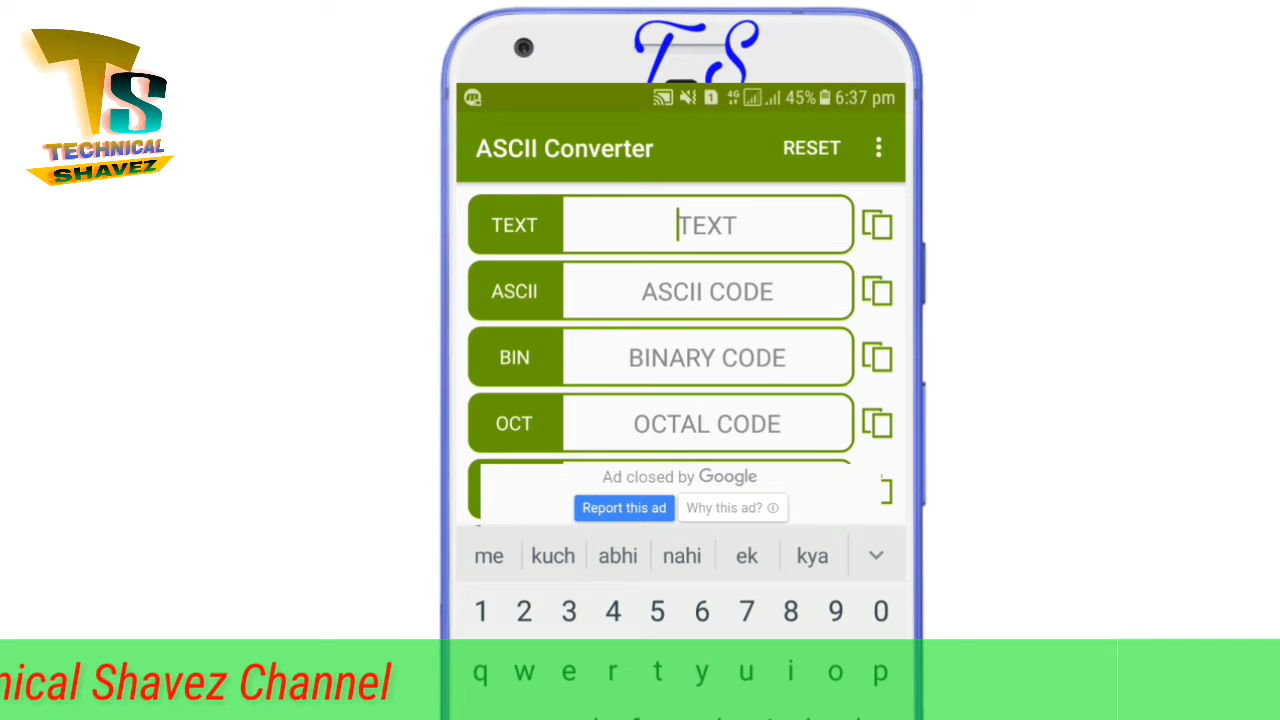 T S
TS
TECHNICAL
SHAVEZ
1 4G 45% 6:37 pm
ASCII Converter RESET
TEXT TEXT
ASCII ASCII CODE
BIN BINARY CODE
OCT OCTAL CODE
Ad closed by Google
Report this ad Why this ad?
me kuch abhi nahi ek kya
1 2 3 4 5 6 7 8 9 0
q w e r t y u i o p
nical Shavez Channel